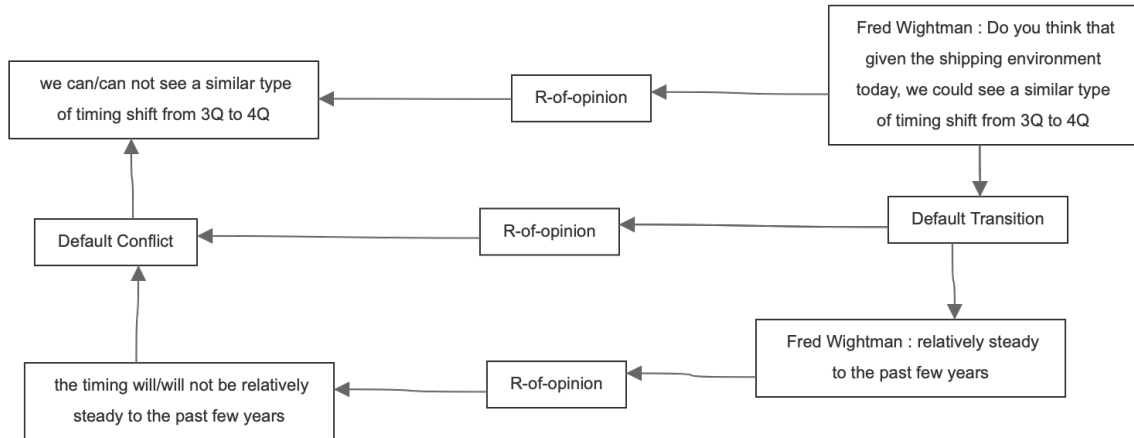 Fred Wightman : Do you think that
given the shipping environment
today, we could see a similar type
of timing shift from 3Q to 4Q
R-of-opinion
we can/can not see a similar type
of timing shift from 3Q to 4Q
Default Transition
R-of-opinion
Default Conflict
Fred Wightman : relatively steady
to the past few years
R-of-opinion
the timing will/will not be relatively
steady to the past few years